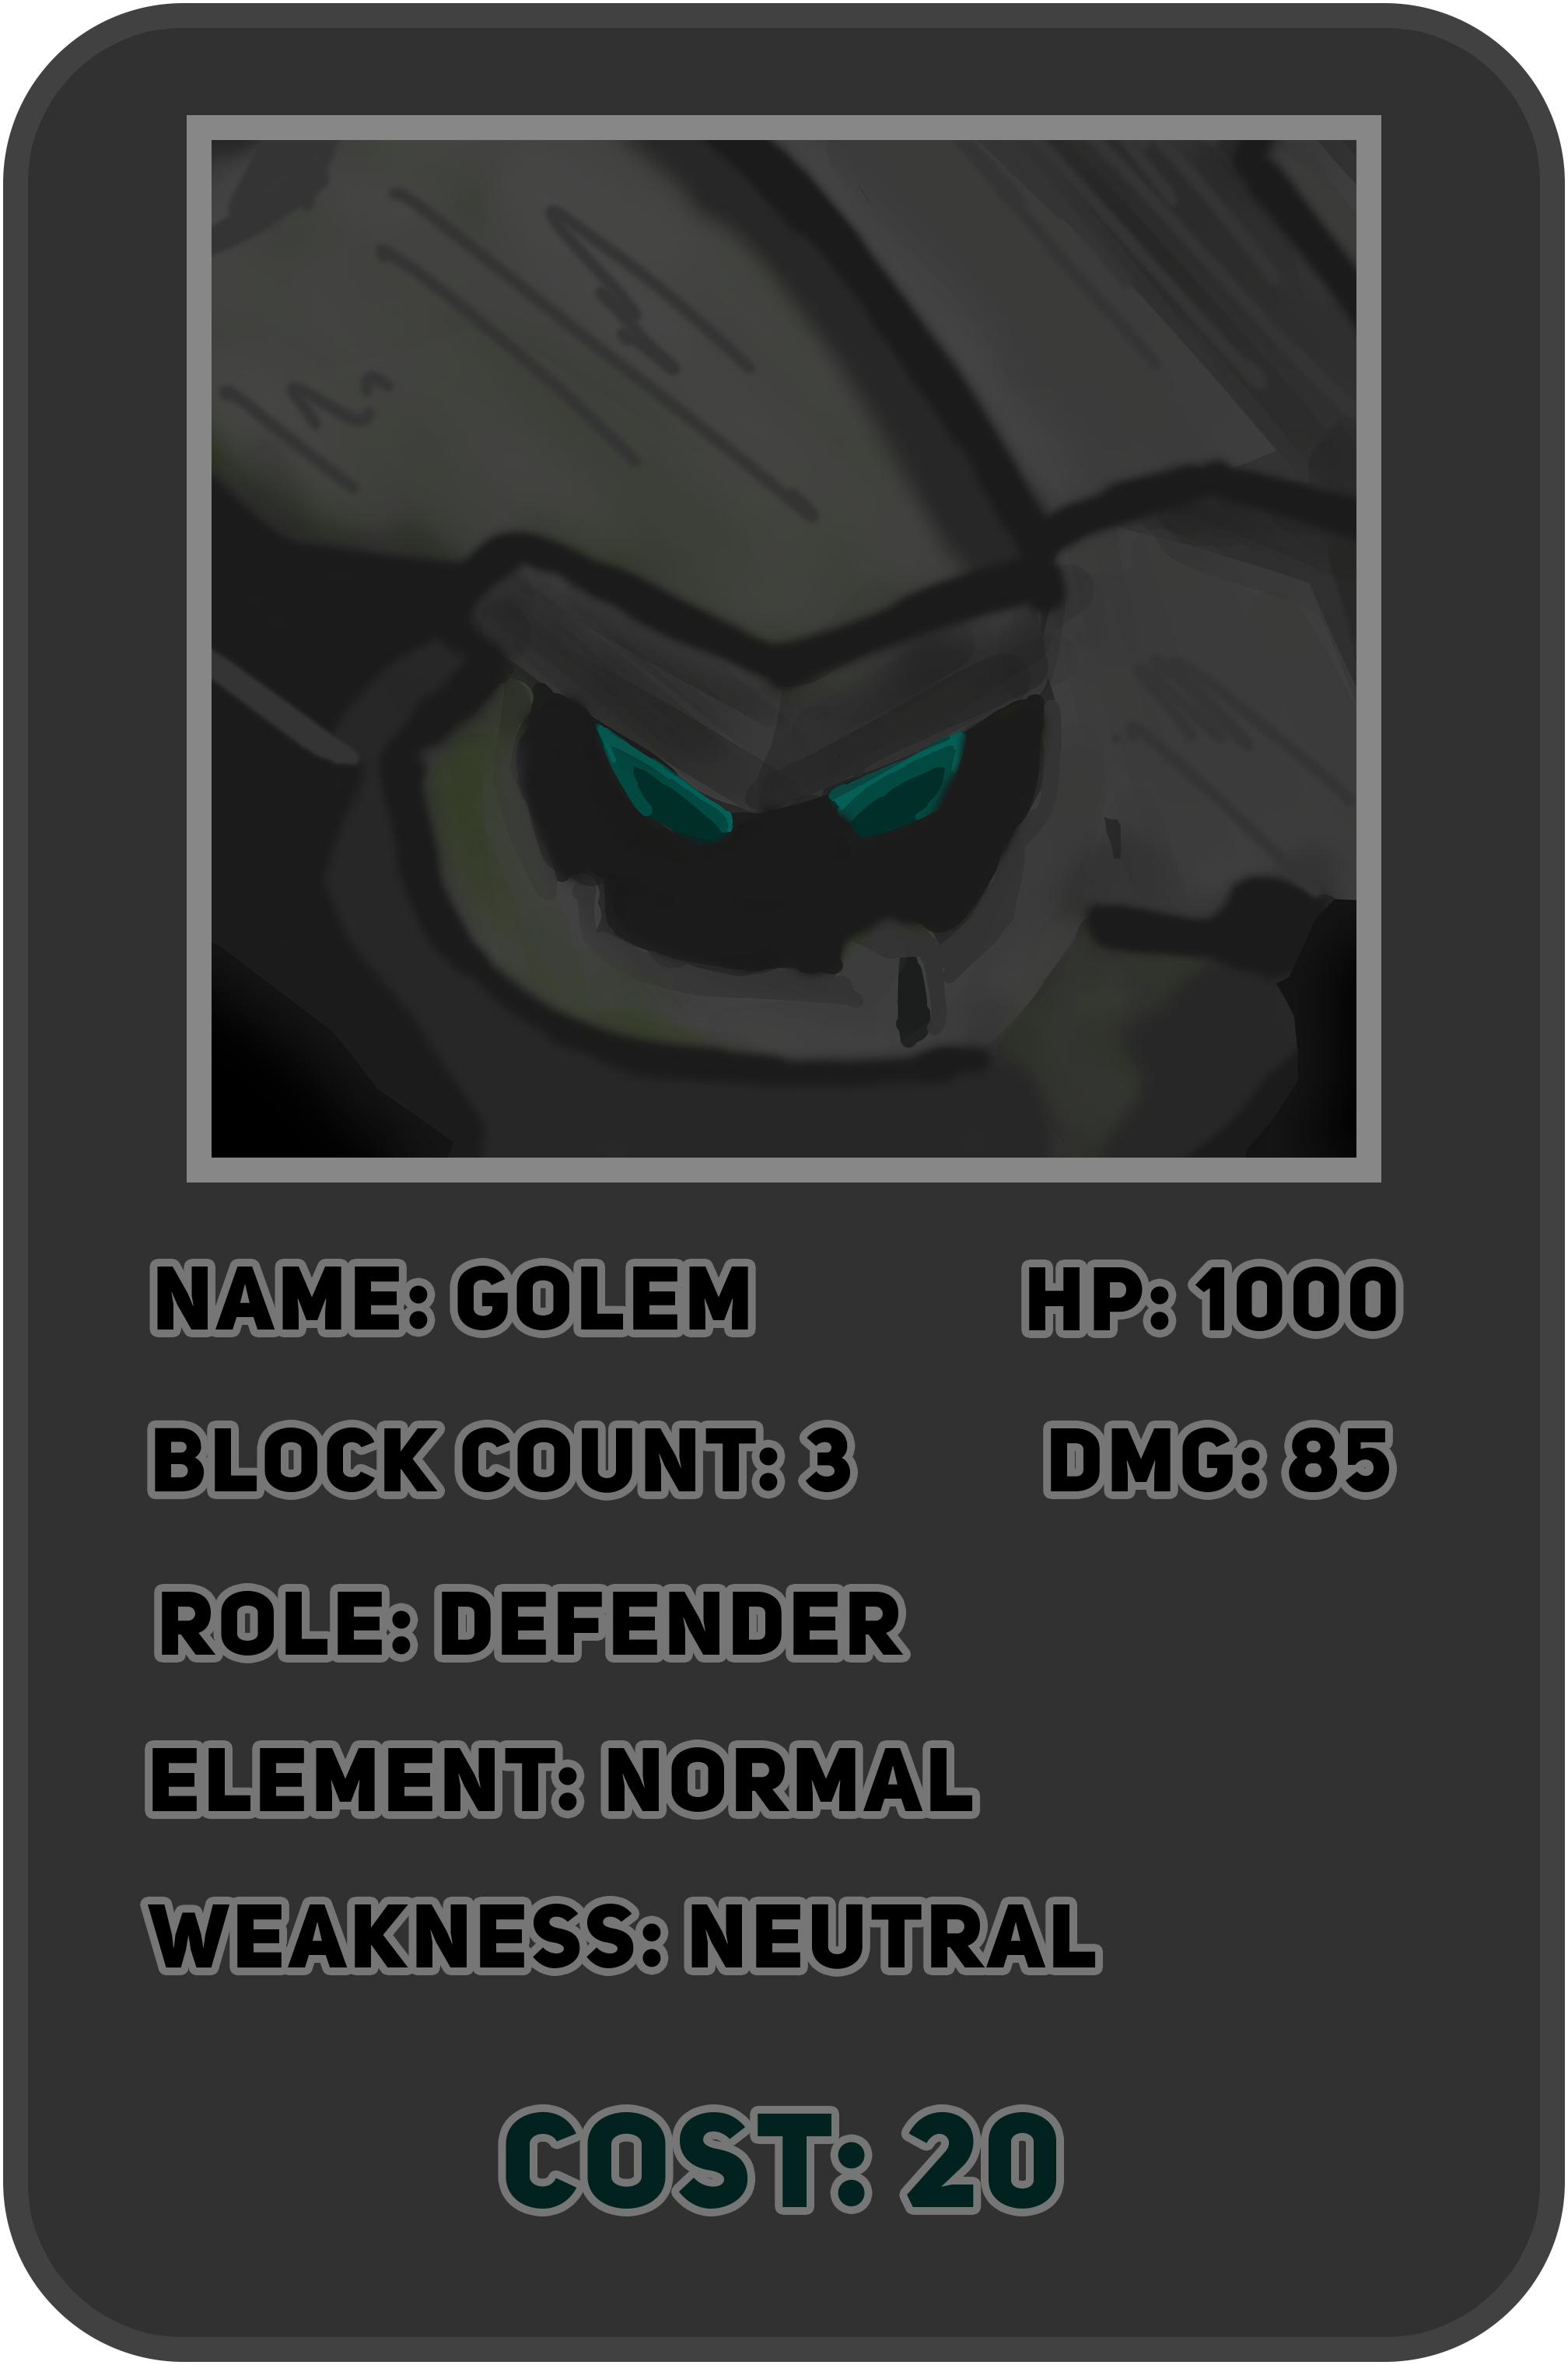 NAME: GOLEM HP: 1000
BLOCK COUNT: 3 DMG: 85
ROLE: DEFENDER
ELEMENT: NORMAL
WEAKNESS: NEUTRAL
COST: 20